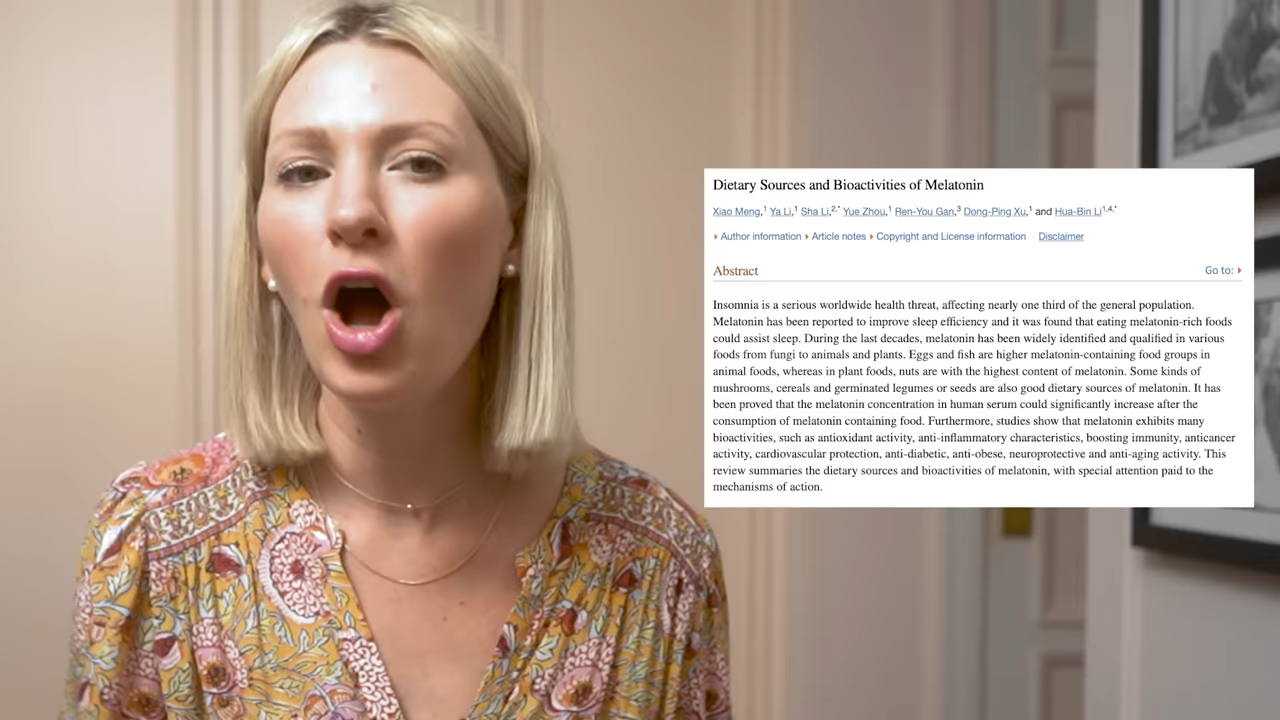 Dietary Sources and Bioactivities of Melatonin
Xiao Meng,1 Ya Li,1 Sha Li,2,* Yue Zhou,1 Ren-You Gan,3 Dong-Ping Xu,1 and Hua-Bin Li1,4,*
Author information Article notes Copyright and License information Disclaimer
Abstract Go to:
Insomnia is a serious worldwide health threat, affecting nearly one third of the general population.
Melatonin has been reported to improve sleep efficiency and it was found that eating melatonin-rich foods
could assist sleep. During the last decades, melatonin has been widely identified and qualified in various
foods from fungi to animals and plants. Eggs and fish are higher melatonin-containing food groups in
animal foods, whereas in plant foods, nuts are with the highest content of melatonin. Some kinds of
mushrooms, cereals and germinated legumes or seeds are also good dietary sources of melatonin. It has
been proved that the melatonin concentration in human serum could significantly increase after the
consumption of melatonin containing food. Furthermore, studies show that melatonin exhibits many
bioactivities, such as antioxidant activity, anti-inflammatory characteristics, boosting immunity, anticancer
activity, cardiovascular protection, anti-diabetic, anti-obese, neuroprotective and anti-aging activity. This
review summaries the dietary sources and bioactivities of melatonin, with special attention paid to the
mechanisms of action.